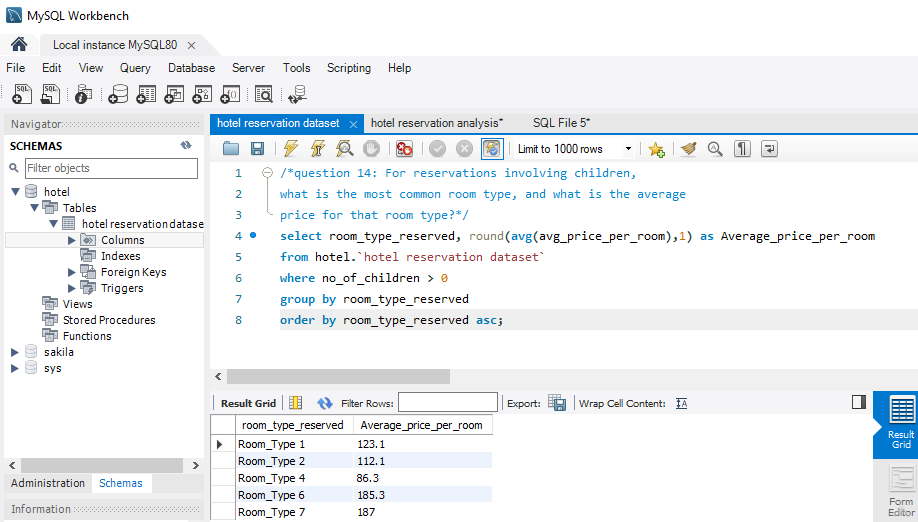 MySQL Workbench
Local instance MySQL80
File Edit View Query Database Server Tools Scripting Help
SQL SQL
Navigator
SCHEMAS
Filter objects
hotel
Tables
hotel reservation datase
Columns
Indexes
Foreign Keys
Triggers
Views
Stored Procedures
Functions
sakila
sys
Administration Schemas
Information
hotel reservation dataset hotel reservation analysis* SQL File 5*
Limit to 1000 rows
1 /*question 14: For reservations involving children,
2 what is the most common room type, and what is the average
3 price for that room type?*/
4 select room_type_reserved, round(avg(avg_price_per_room),1) as Average_price_per_room
5 from hotel.`hotel reservation dataset`
6 where no_of_children > 0
7 group by room_type_reserved
8 order by room_type_reserved asc;
Result Grid Filter Rows: Export: Wrap Cell Content: IA
room_type_reserved Average_price_per_room
Room_Type 1 123.1
Room_Type 2 112.1
Room_Type 4 86.3
Room_Type 6 185.3
Room_Type 7 187
Result
Grid
Form
Editor